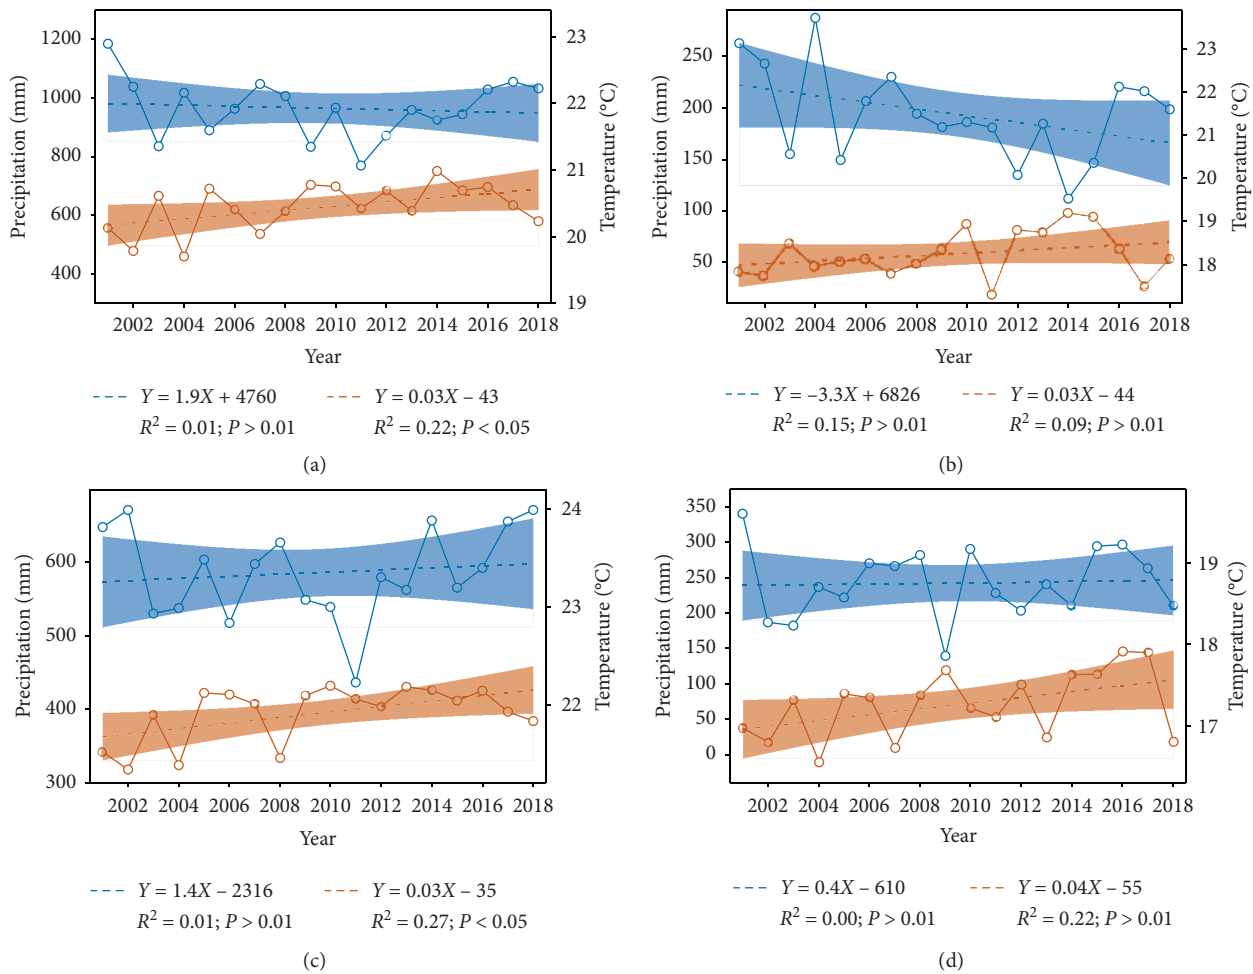 (a)
(b)
1200
1000
800
600
400
Precipitation (mm)
23
22
21
20
19
Temperature (°C)
2002 2004 2006 2008 2010 2012 2014 2016 2018
Year
Y = 1.9X + 4760
R² = 0.01; P > 0.01
Y = 0.03X – 43
R² = 0.22; P < 0.05
(a)
250
200
150
100
50
Precipitation (mm)
23
22
21
20
19
18
Temperature (°C)
2002 2004 2006 2008 2010 2012 2014 2016 2018
Year
Y = –3.3X + 6826
R² = 0.15; P > 0.01
Y = 0.03X – 44
R² = 0.09; P > 0.01
(b)
(c)
(d)
600
500
400
300
Precipitation (mm)
24
23
22
Temperature (°C)
2002 2004 2006 2008 2010 2012 2014 2016 2018
Year
Y = 1.4X – 2316
R² = 0.01; P > 0.01
Y = 0.03X – 35
R² = 0.27; P < 0.05
(c)
350
300
250
200
150
100
50
0
Precipitation (mm)
19
18
17
Temperature (°C)
2002 2004 2006 2008 2010 2012 2014 2016 2018
Year
Y = 0.4X – 610
R² = 0.00; P > 0.01
Y = 0.04X – 55
R² = 0.22; P > 0.01
(d)